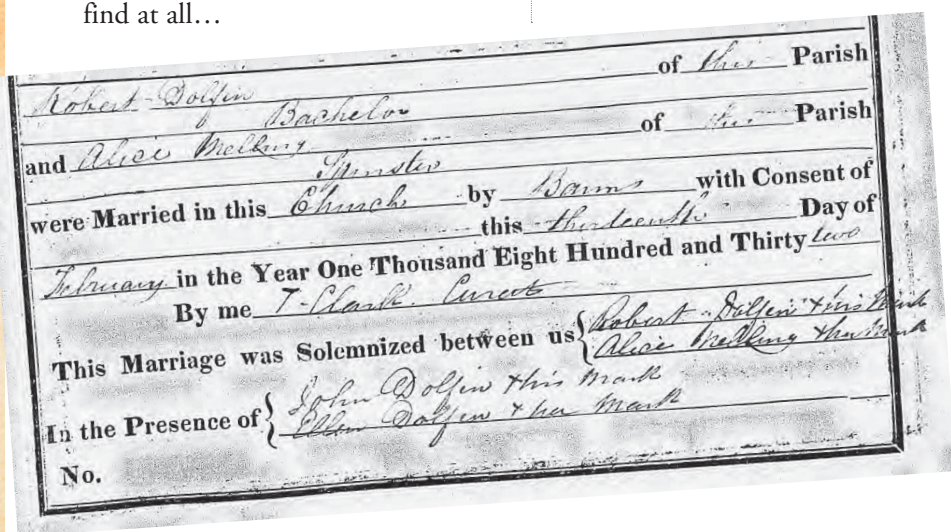 find at all…
Robert Dolfin of this Parish
Bachelor
and Alice Melling of this Parish
Spinster
were Married in this Church by Banns with Consent of
this thirteenth Day of
February in the Year One Thousand Eight Hundred and Thirty two
By me T. Clark Curate
This Marriage was Solemnized between us { Robert Dolfin + his Mark
Alice Melling + her Mark
In the Presence of { John Dolfin + his Mark
Ellen Dolfin + her Mark
No.